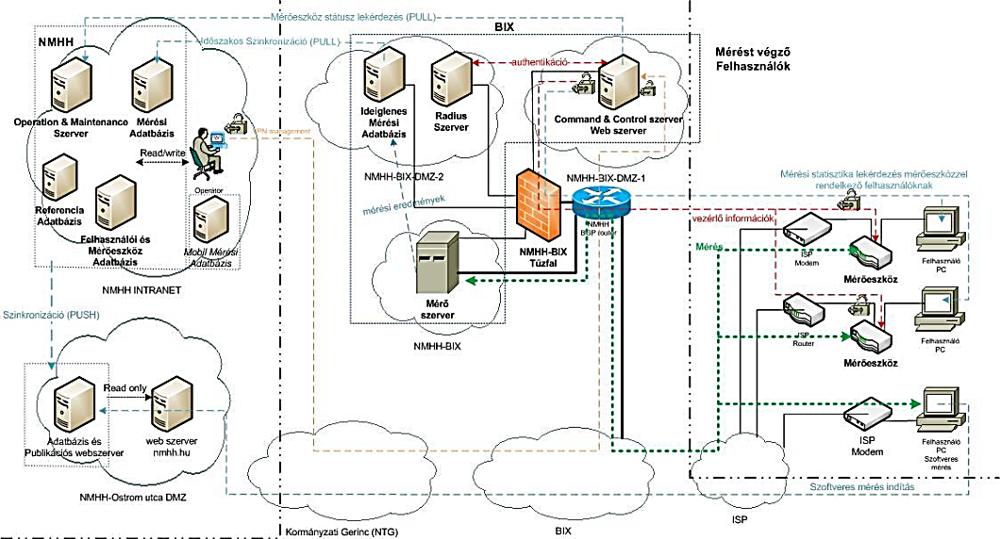 Mérőeszköz státusz lekérdezés (PULL)
NMHH
Időszakos Szinkronizáció (PULL)
BIX
Mérést végző
Felhasználók
authentikáció
Operation & Maintenance
Szerver
Mérési
Adatbázis
Ideiglenes
Mérési
Adatbázis
Radius
Szerver
Command & Control szerver
Web szerver
VPN management
Read/write
NMHH-BIX-DMZ-2
NMHH-BIX-DMZ-1
Mérési statisztika lekérdezés mérőeszközzel
rendelkező felhasználóknak
Operátor
Referencia
Adatbázis
mérési eredmények
NMHH
BGP router
vezérlő információk
Felhasználói és
Mérőeszköz
Adatbázis
Mobil Mérési
Adatbázis
NMHH-BIX
Tűzfal
Mérés
ISP
Modem
Felhasználó
PC
Mérőeszköz
NMHH INTRANET
Mérő
szerver
Szinkronizáció (PUSH)
NMHH-BIX
ISP
Router
Felhasználó
PC
Mérőeszköz
Read only
Adatbázis és
Publikációs webszerver
web szerver
nmhh.hu
ISP
Modem
Felhasználó
PC
Szoftveres
mérés
NMHH-Ostrom utca DMZ
Szoftveres mérés indítás
Kormányzati Gerinc (NTG)
BIX
ISP